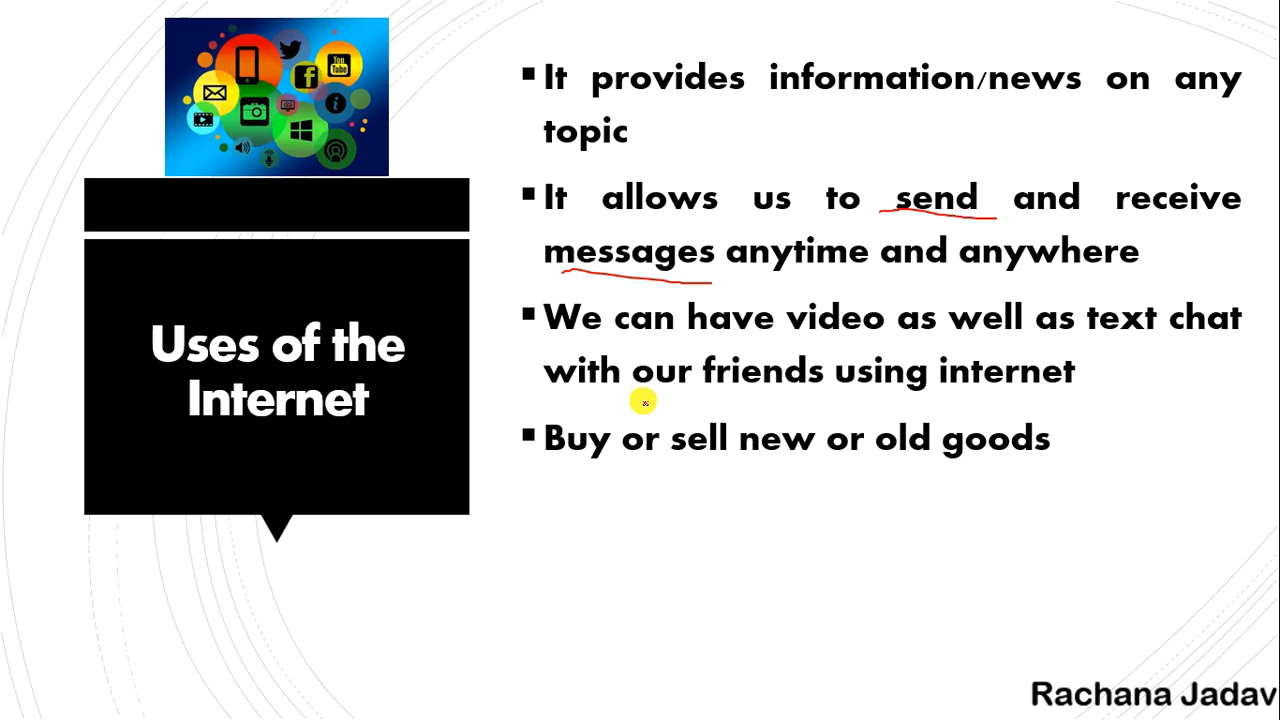 You
Tube
Uses of the
Internet
▪ It provides information/news on any
topic
▪ It allows us to send and receive
messages anytime and anywhere
▪ We can have video as well as text chat
with our friends using internet
▪ Buy or sell new or old goods
Rachana Jadav